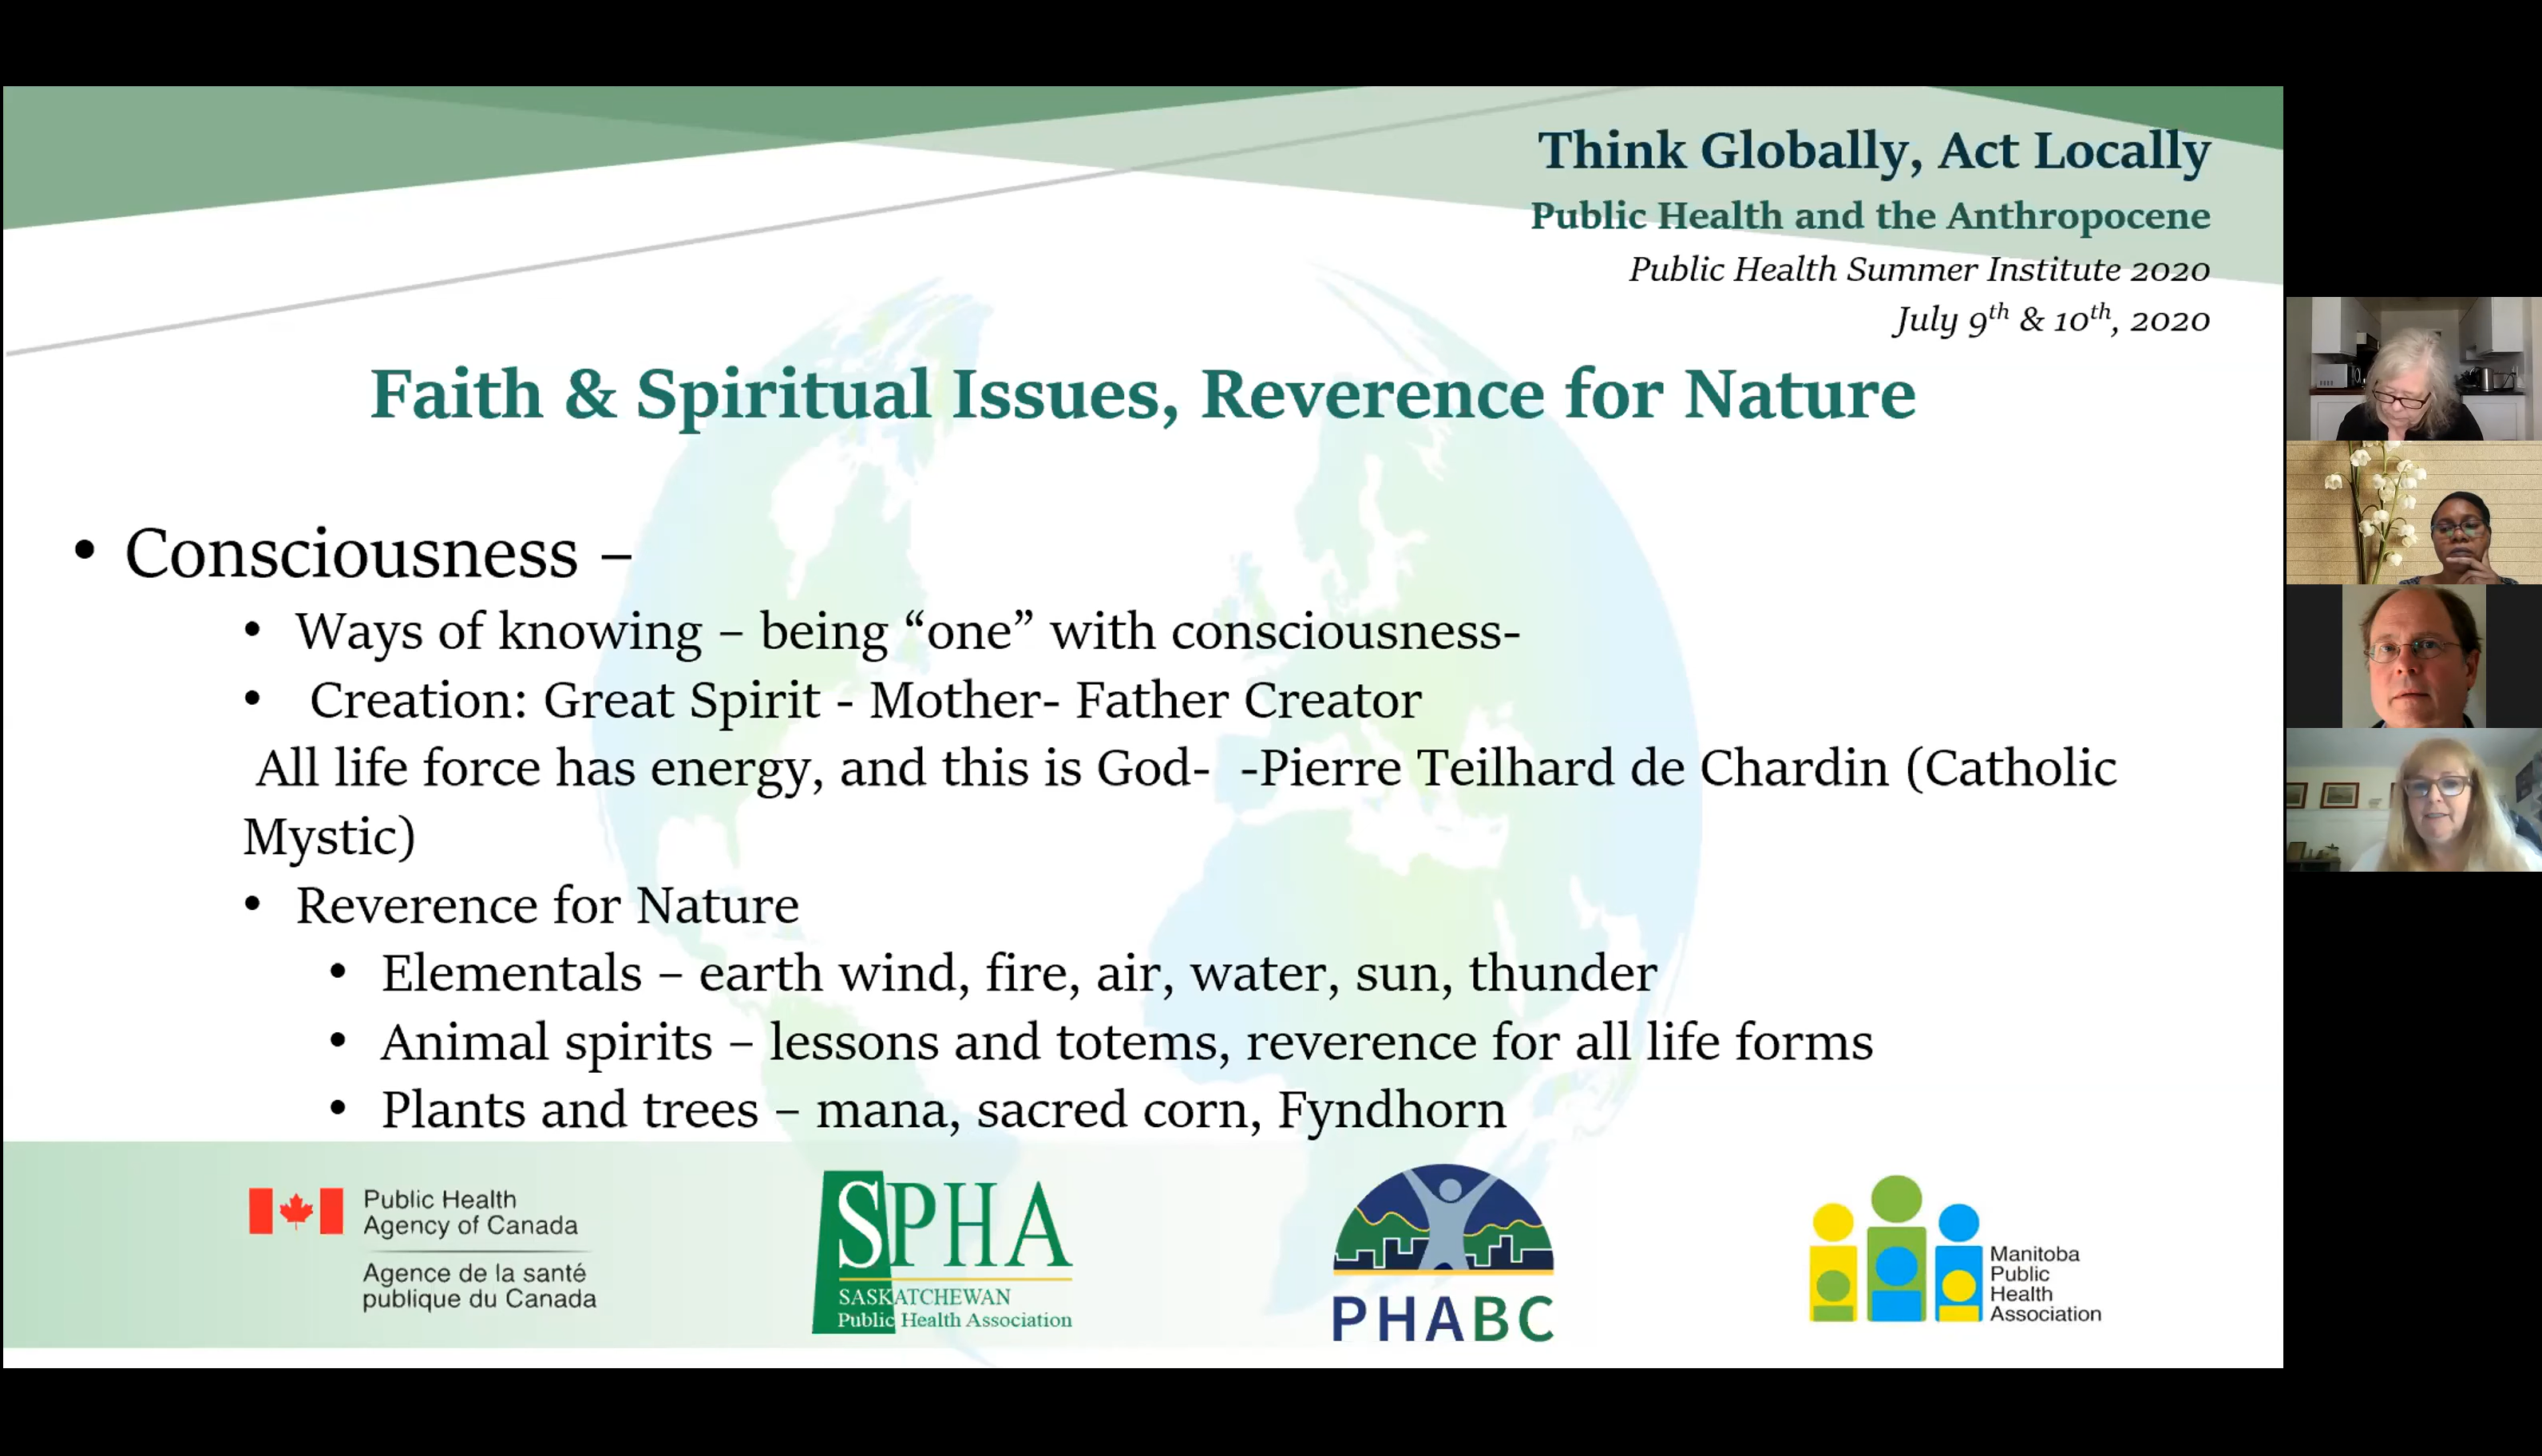 Think Globally, Act Locally
Public Health and the Anthropocene
Public Health Summer Institute 2020
July 9th & 10th, 2020
Faith & Spiritual Issues, Reverence for Nature
• Consciousness –
• Ways of knowing – being “one” with consciousness-
• Creation: Great Spirit - Mother- Father Creator
All life force has energy, and this is God- -Pierre Teilhard de Chardin (Catholic
Mystic)
• Reverence for Nature
• Elementals – earth wind, fire, air, water, sun, thunder
• Animal spirits – lessons and totems, reverence for all life forms
• Plants and trees – mana, sacred corn, Fyndhorn
Public Health
Agency of Canada
Agence de la santé
publique du Canada
SPHA
SASKATCHEWAN
Public Health Association
PHABC
Manitoba
Public
Health
Association